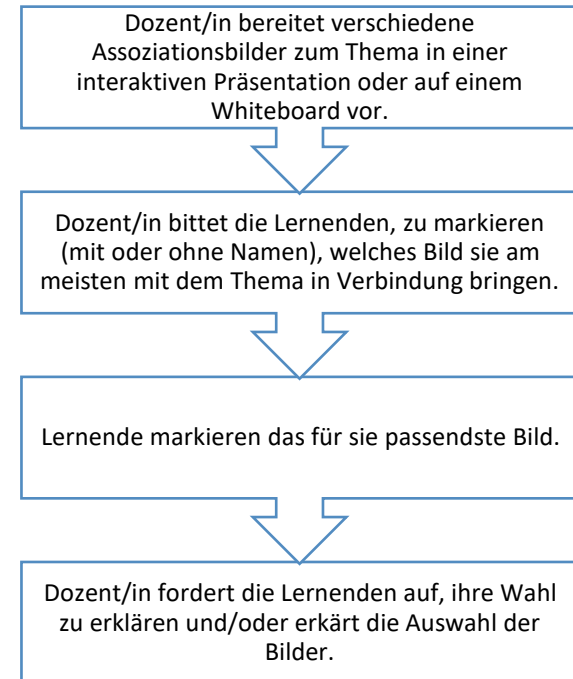 Dozent/in bereitet verschiedene
Assoziationsbilder zum Thema in einer
interaktiven Präsentation oder auf einem
Whiteboard vor.
Dozent/in bittet die Lernenden, zu markieren
(mit oder ohne Namen), welches Bild sie am
meisten mit dem Thema in Verbindung bringen.
Lernende markieren das für sie passendste Bild.
Dozent/in fordert die Lernenden auf, ihre Wahl
zu erklären und/oder erkärt die Auswahl der
Bilder.